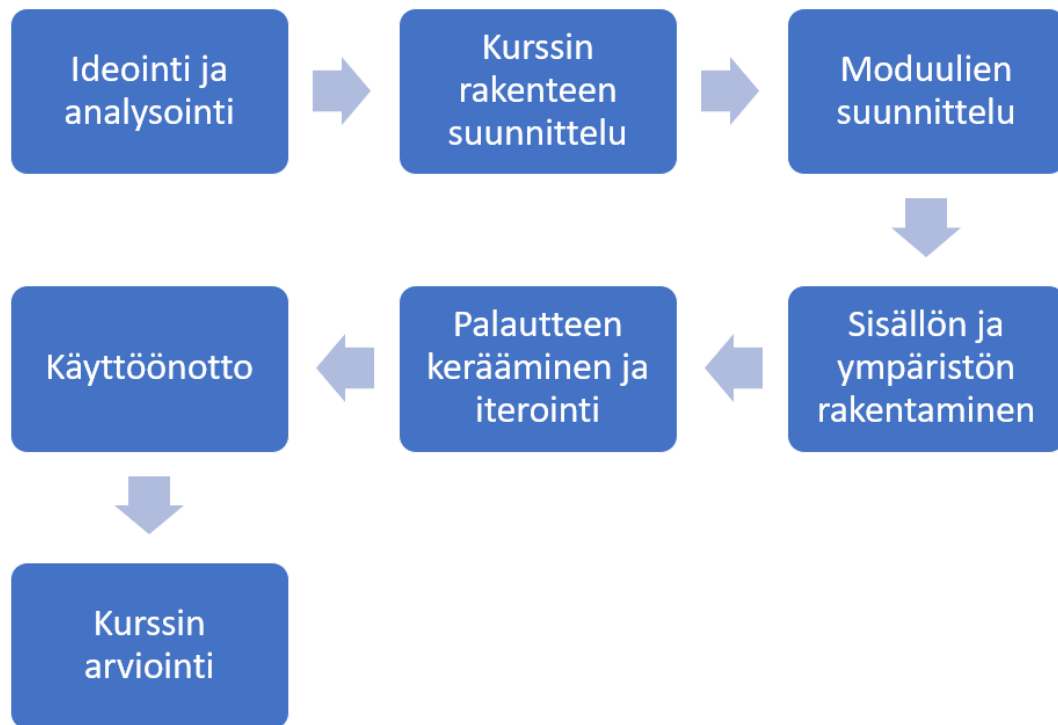 Ideointi ja
analysointi
Kurssin
rakenteen
suunnittelu
Moduulien
suunnittelu
Sisällön ja
ympäristön
rakentaminen
Palautteen
kerääminen ja
iterointi
Käyttöönotto
Kurssin
arviointi